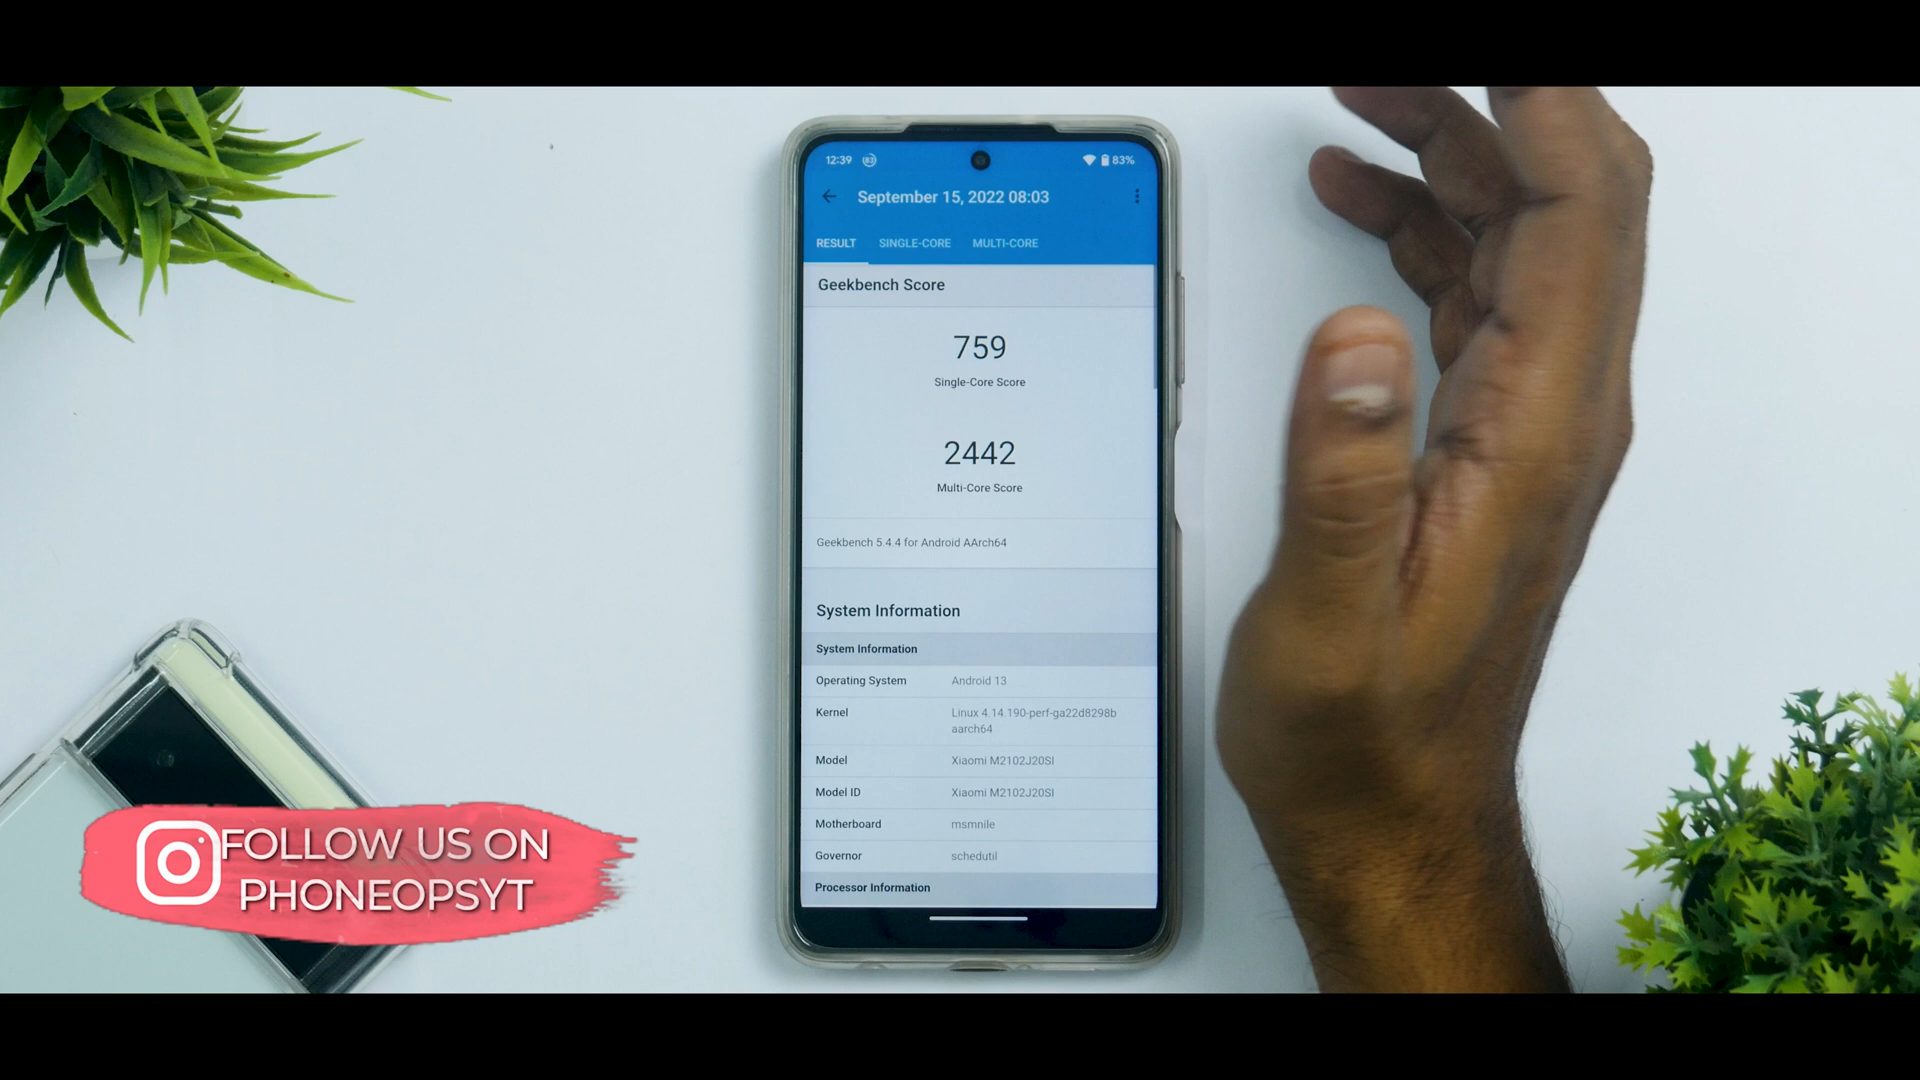 12:39 83 83%
September 15, 2022 08:03
RESULT SINGLE-CORE MULTI-CORE
Geekbench Score
759
Single-Core Score
2442
Multi-Core Score
Geekbench 5.4.4 for Android AArch64
System Information
System Information
Operating System Android 13
Kernel Linux 4.14.190-perf-ga22d8298b
aarch64
Model Xiaomi M2102J20SI
Model ID Xiaomi M2102J20SI
Motherboard msmnile
Governor schedutil
Processor Information
FOLLOW US ON
PHONEOPSYT